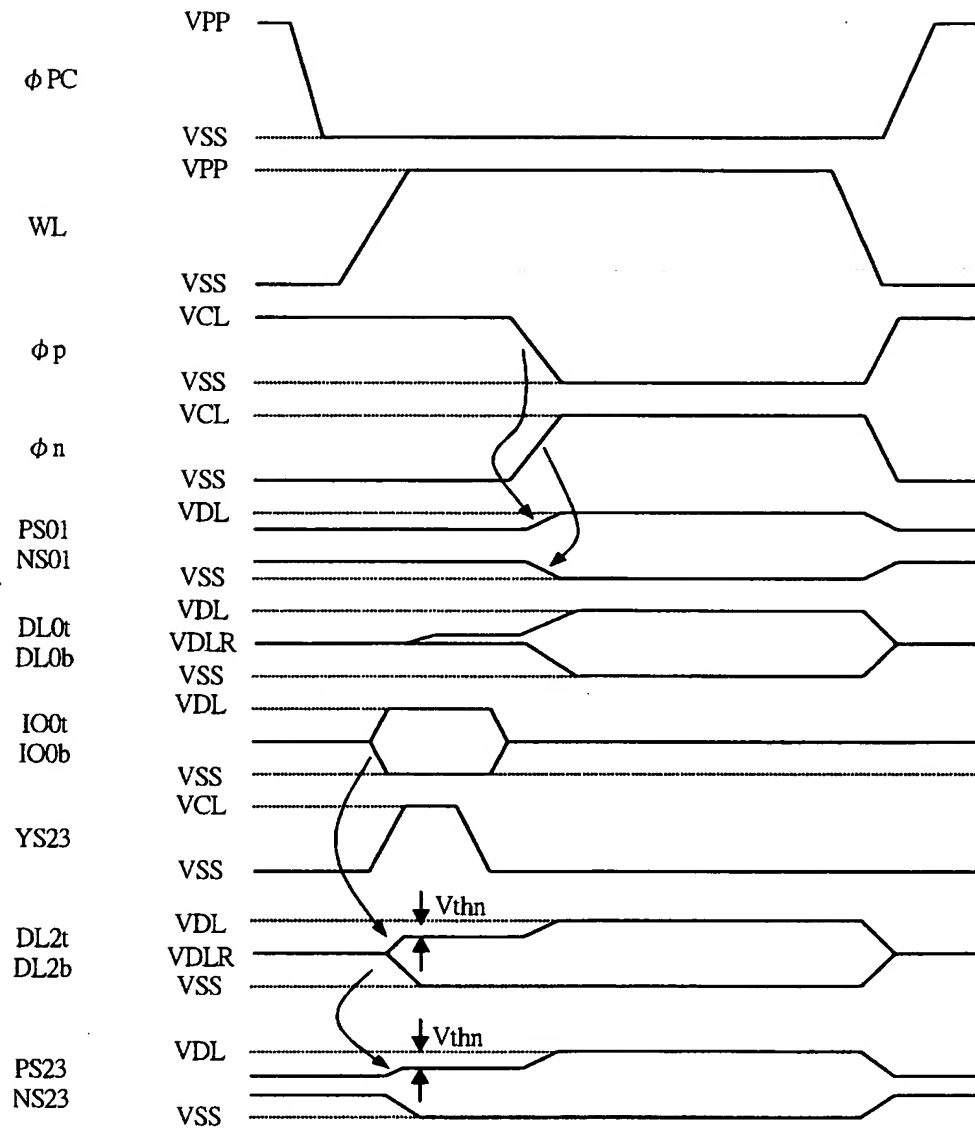 VPP
φPC
VSS
VPP
WL
VSS
VCL
φp
VSS
VCL
φn
VSS
VDL
PS01
NS01
VSS
VDL
DL0t
VDLR
DL0b
VSS
VDL
IO0t
IO0b
VSS
VCL
YS23
VSS
Vthn
VDL
DL2t
VDLR
DL2b
VSS
Vthn
VDL
PS23
NS23
VSS